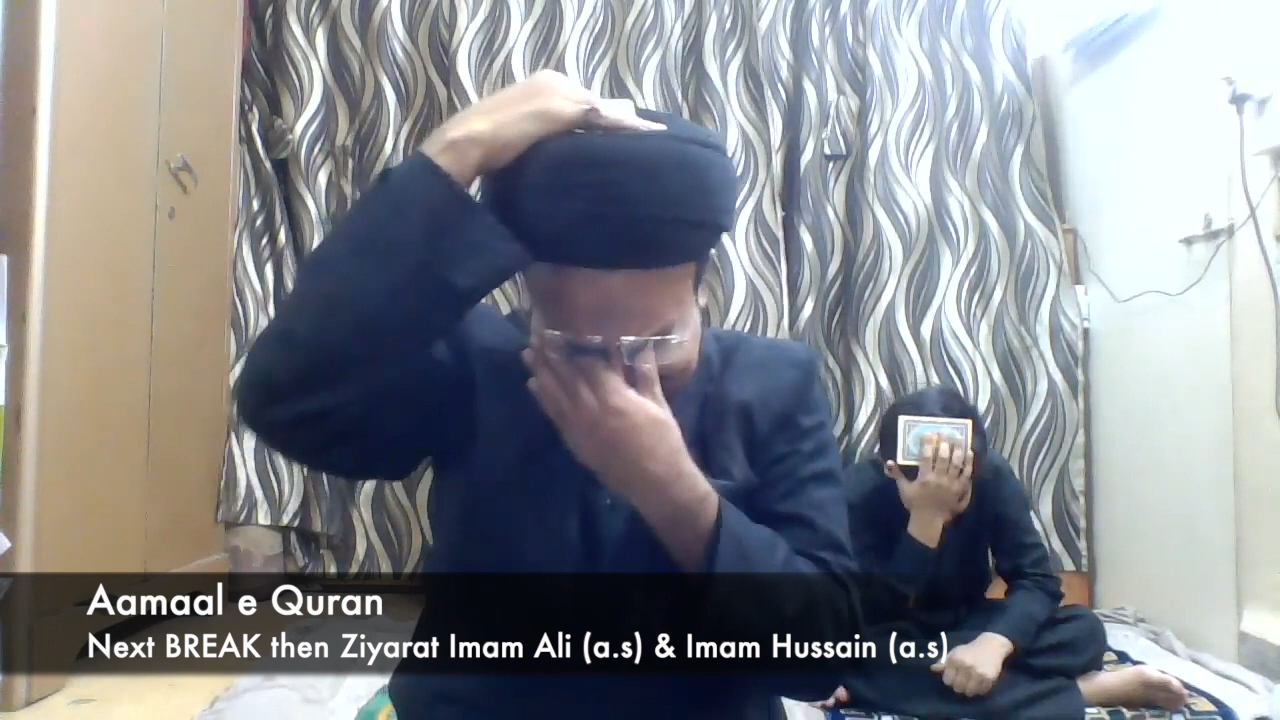 Aamaal e Quran
Next BREAK then Ziyarat Imam Ali (a.s) & Imam Hussain (a.s)